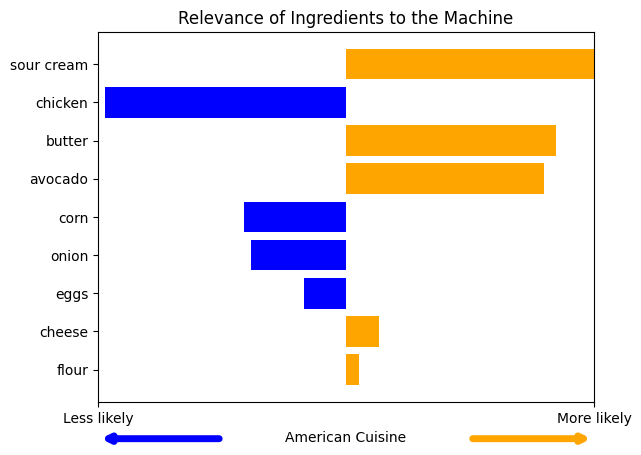 Relevance of Ingredients to the Machine
sour cream
chicken
butter
avocado
corn
onion
eggs
cheese
flour
Less likely
More likely
American Cuisine